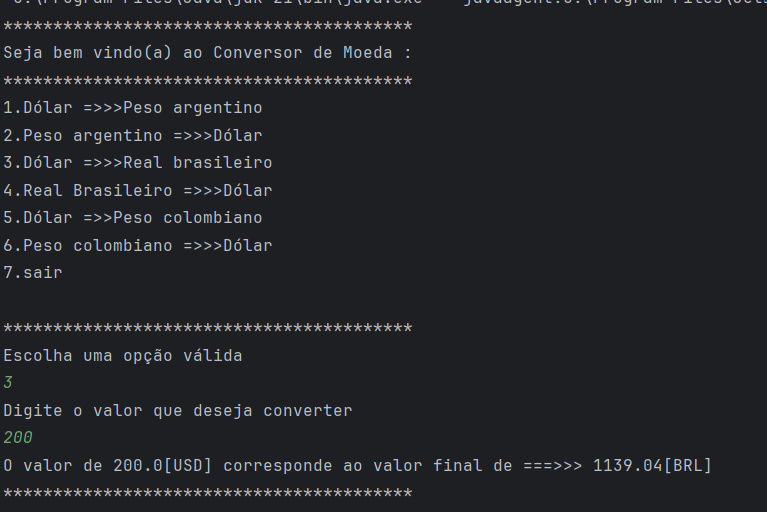 *****************************************
Seja bem vindo(a) ao Conversor de Moeda :
*****************************************
1.Dólar =>>>Peso argentino
2.Peso argentino =>>>Dólar
3.Dólar =>>>Real brasileiro
4.Real Brasileiro =>>>Dólar
5.Dólar =>>Peso colombiano
6.Peso colombiano =>>>Dólar
7.sair
*****************************************
Escolha uma opção válida
3
Digite o valor que deseja converter
200
O valor de 200.0[USD] corresponde ao valor final de ===>>> 1139.04[BRL]
*****************************************